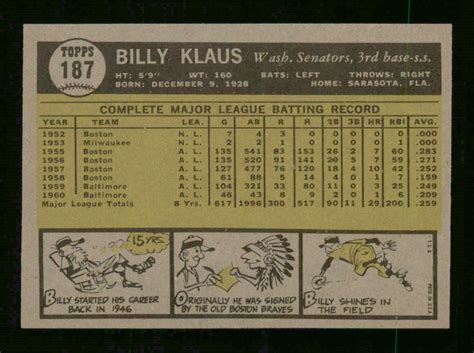 TOPPS
187
BILLY KLAUS Wash. Senators, 3rd base-s.s.
HT: 5'9" WT: 160 BATS: LEFT THROWS: RIGHT
BORN: DECEMBER 9, 1928 HOME: SARASOTA, FLA.
COMPLETE MAJOR LEAGUE BATTING RECORD
YEAR TEAM LEA. G AB R H 2B 3B HR RBI AVG.
1952 Boston N. L. 7 4 3 0 0 0 0 0 .000
1953 Milwaukee N. L. 2 2 0 0 0 0 .000
1955 Boston A. L. 135 541 83 153 26 2 7 60 .283
1956 Boston A. L. 135 520 91 141 29 5 7 59 .271
1957 Boston A. L. 127 477 76 120 18 4 10 42 .252
1958 Boston A. L. 61 88 5 14 4 0 1 7 .159
1959 Baltimore A. L. 321 33 80 11 0 3 25 .249
1960 Baltimore A. L. 46 43 8 9 2 0 1 6 .209
Major League Totals 8 Yrs. 617 1996 300 517 90 11 29 200 .259
15 YRS.
BILLY STARTED HIS CAREER
BACK IN 1946
ORIGINALLY HE WAS SIGNED
BY THE OLD BOSTON BRAVES
BILLY SHINES IN
THE FIELD